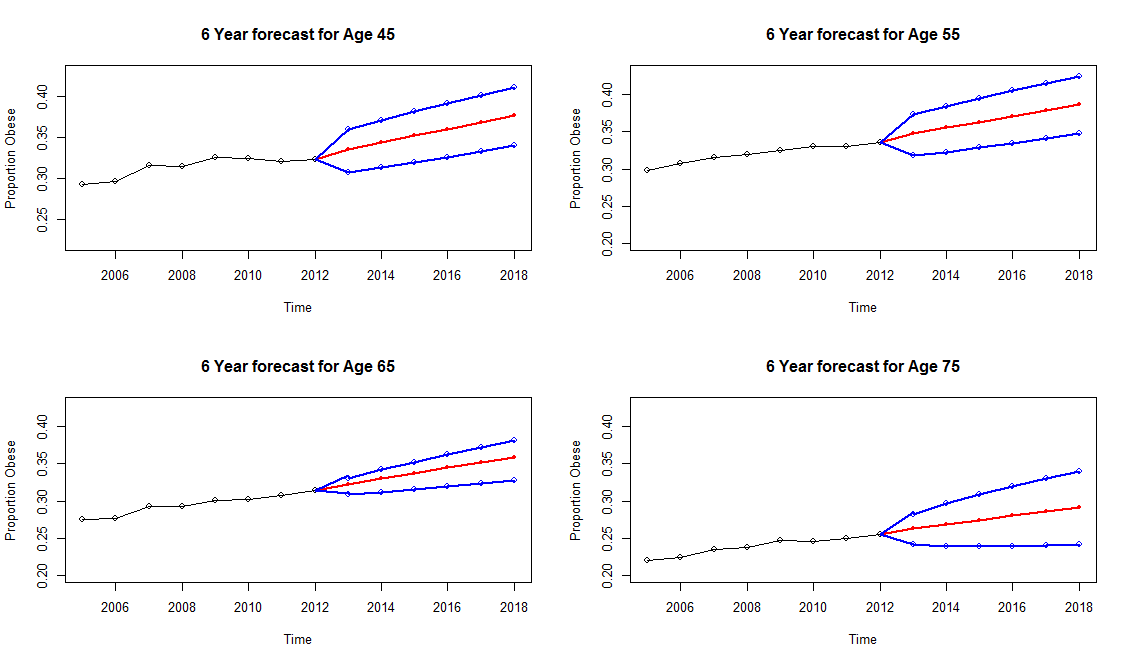 6 Year forecast for Age 45
Proportion Obese
0.40
0.35
0.30
0.25
2006 2008 2010 2012 2014 2016 2018
Time
6 Year forecast for Age 55
Proportion Obese
0.40
0.35
0.30
0.25
0.20
2006 2008 2010 2012 2014 2016 2018
Time
6 Year forecast for Age 65
Proportion Obese
0.40
0.35
0.30
0.25
0.20
2006 2008 2010 2012 2014 2016 2018
Time
6 Year forecast for Age 75
Proportion Obese
0.40
0.35
0.30
0.25
0.20
2006 2008 2010 2012 2014 2016 2018
Time